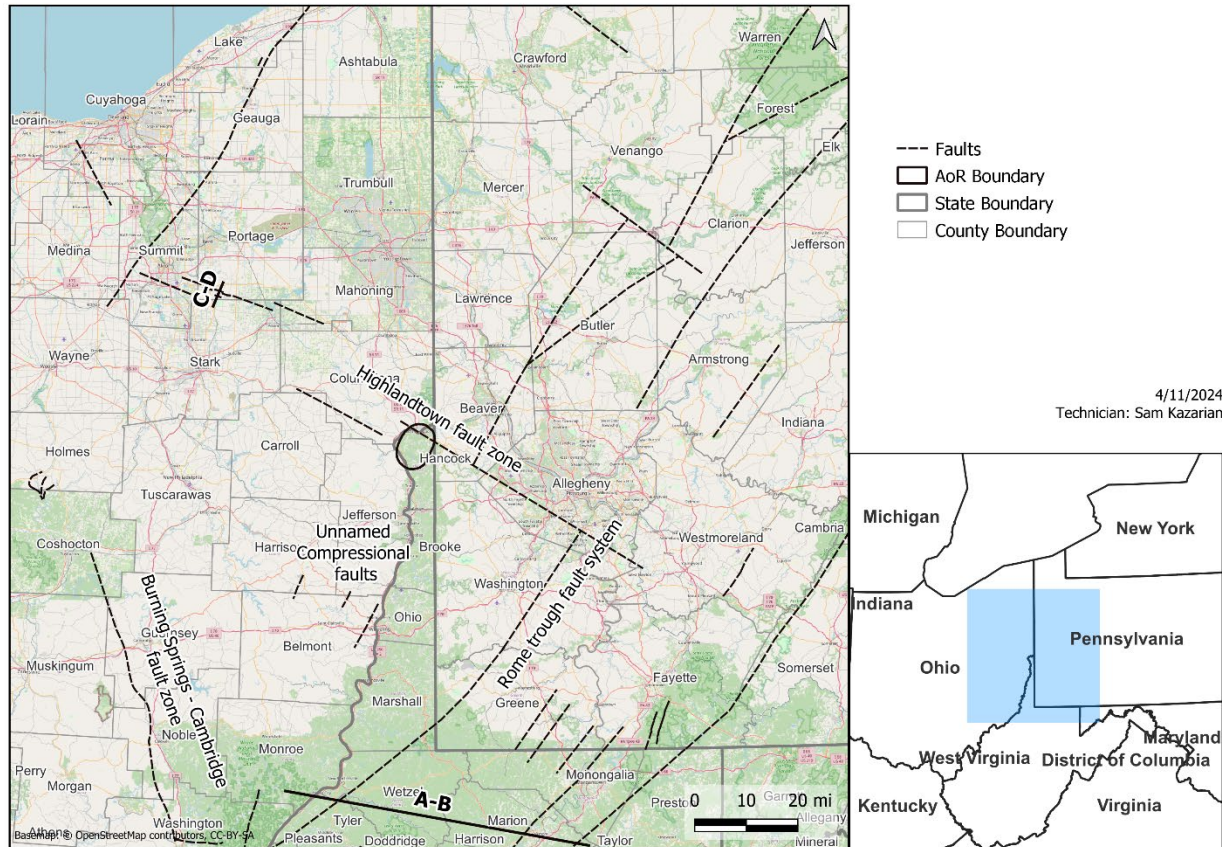 Lake
Ashtabula
Crawford
Warren
Cuyahoga
Lorain
Geauga
Forest
Elk
Venango
Trumbull
Mercer
Clarion
Jefferson
Medina
Summit
Portage
C-D
Mahoning
Lawrence
Butler
Armstrong
Wayne
Stark
Highlandtown fault zone
Beaver
Indiana
Holmes
Carroll
Hancock
Allegheny
Tuscarawas
Jefferson
Cambria
Coshocton
Unnamed
Compressional
faults
Brooke
Westmoreland
Washington
Rome trough fault system
Burning Springs - Cambridge
fault zone
Ohio
Guernsey
Belmont
Muskingum
Somerset
Marshall
Fayette
Greene
Noble
Monroe
Monongalia
Perry
Morgan
Wetzel
A-B
Preston
0 10 20 mi
Allegany
Washington
Tyler
Marion
Athens
Pleasants
Doddridge
Harrison
Taylor
Mineral
Basemap: © OpenStreetMap contributors, CC-BY-SA
Faults
AoR Boundary
State Boundary
County Boundary
4/11/2024
Technician: Sam Kazarian
Michigan
New York
Indiana
Pennsylvania
Ohio
Maryland
West Virginia
District of Columbia
Kentucky
Virginia